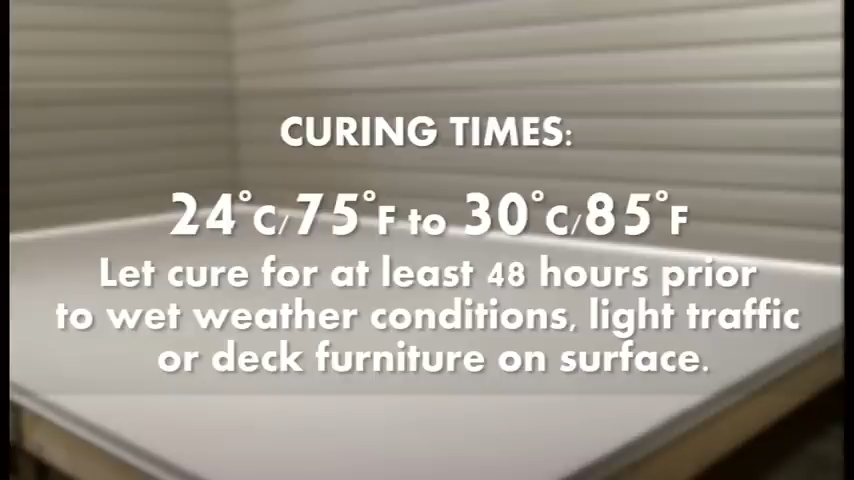 CURING TIMES:
24°C/75°F to 30°C/85°F
Let cure for at least 48 hours prior
to wet weather conditions, light traffic
or deck furniture on surface.